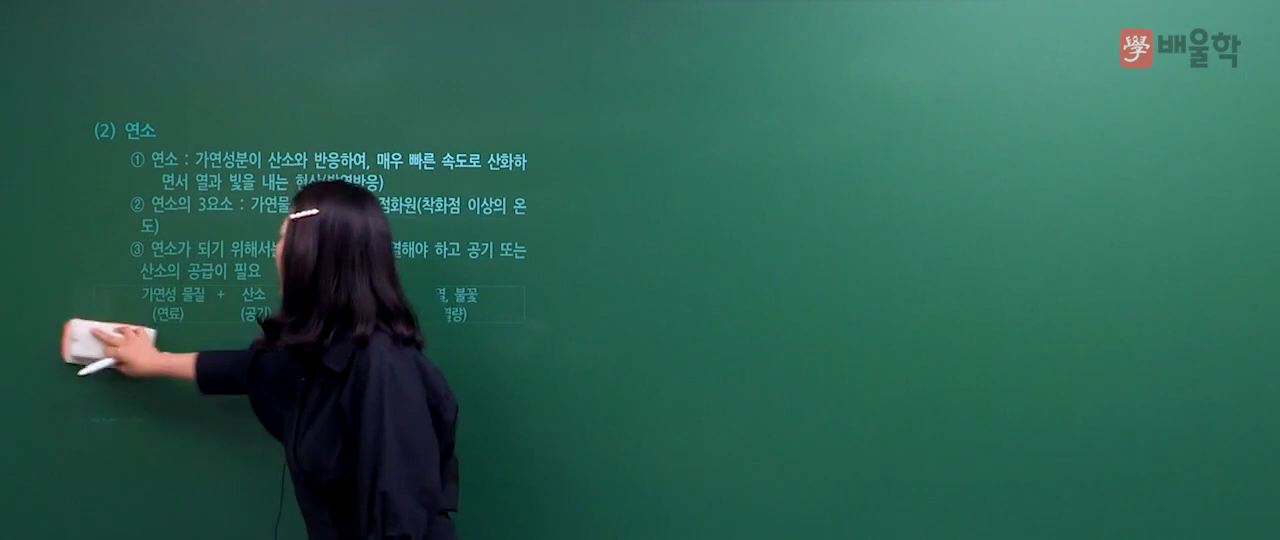 學배울학
(2) 연소
① 연소 : 가연성분이 산소와 반응하여, 매우 빠른 속도로 산화하
면서 열과 빛을 내는 현상(발열반응)
② 연소의 3요소 : 가연물 점화원(착화점 이상의 온
도)
③ 연소가 되기 위해서는 해야 하고 공기 또는
산소의 공급이 필요
가연성 물질 + 산소 불꽃
(연료) (공기)